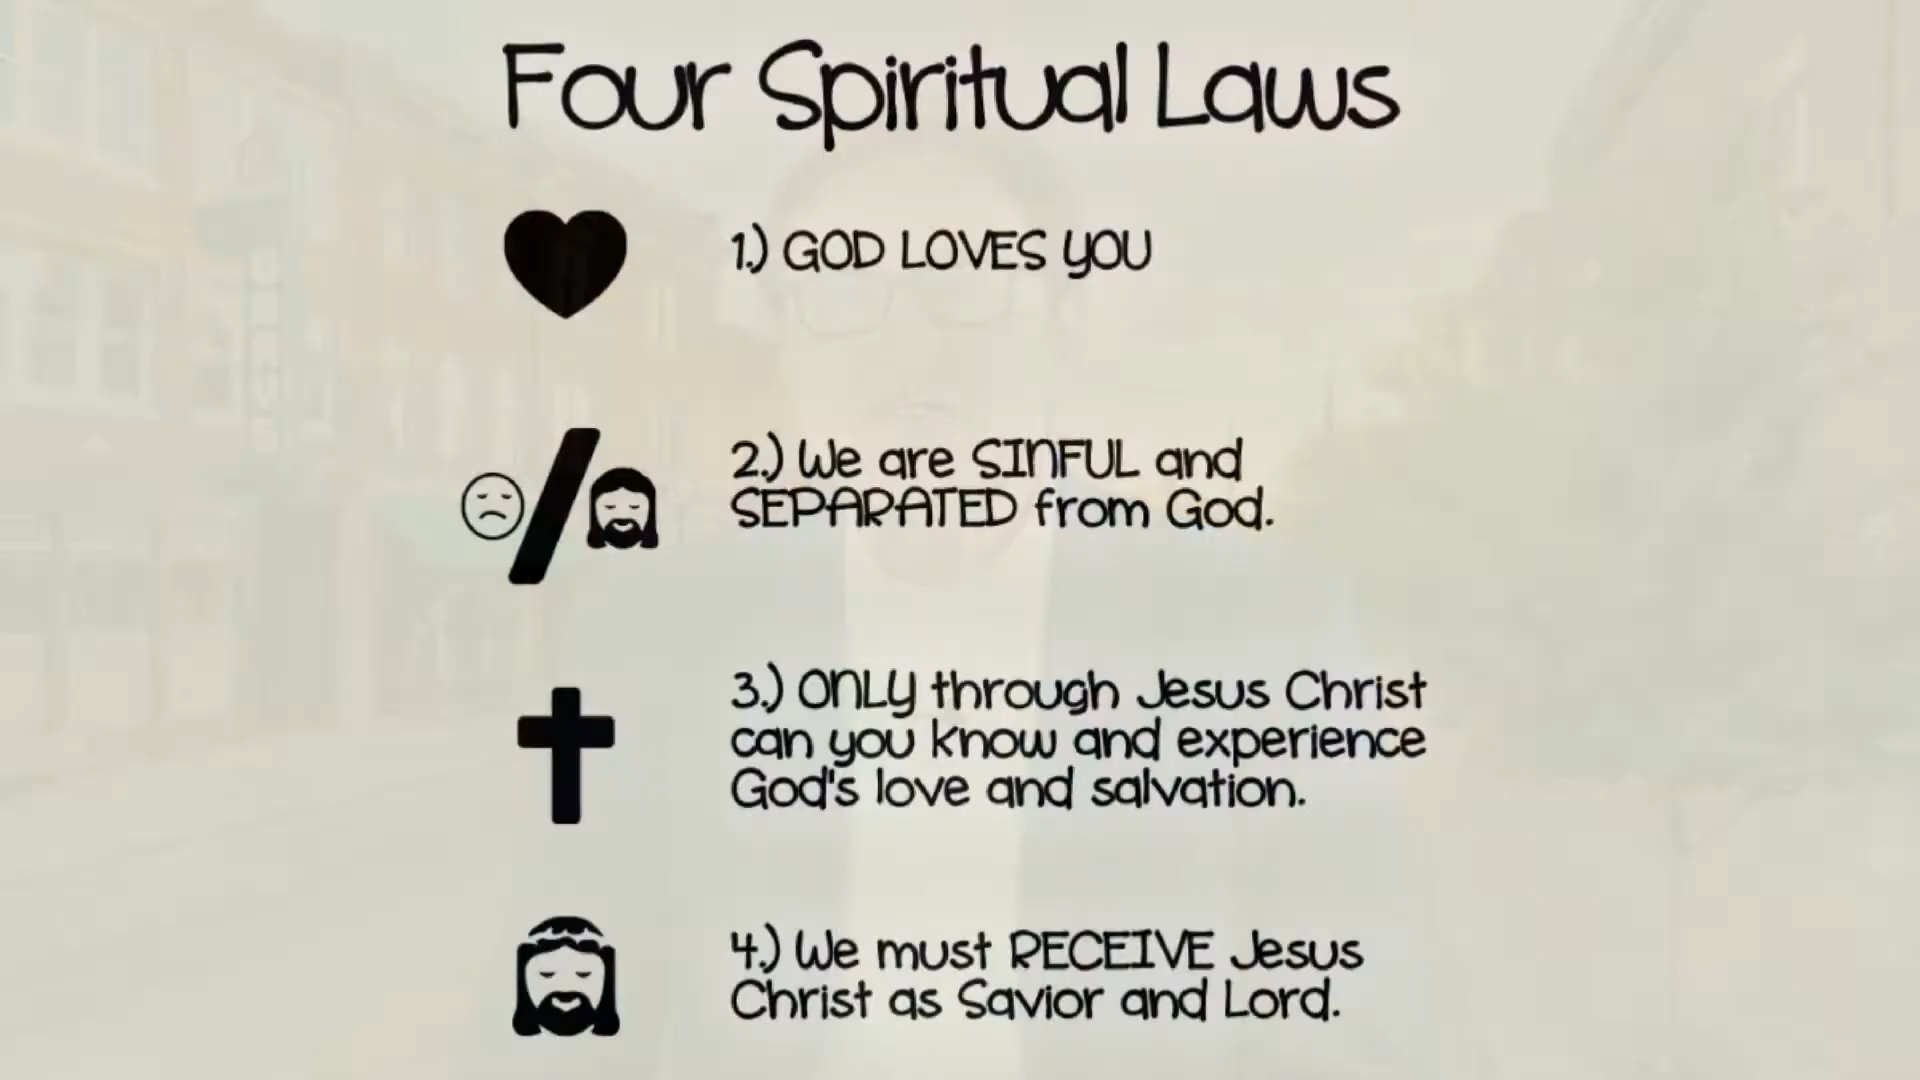 Four Spiritual Laws
1.) GOD LOVES YOU
2.) We are SINFUL and
SEPARATED from God.
3.) ONLY through Jesus Christ
can you know and experience
God's love and salvation.
4.) We must RECEIVE Jesus
Christ as Savior and Lord.